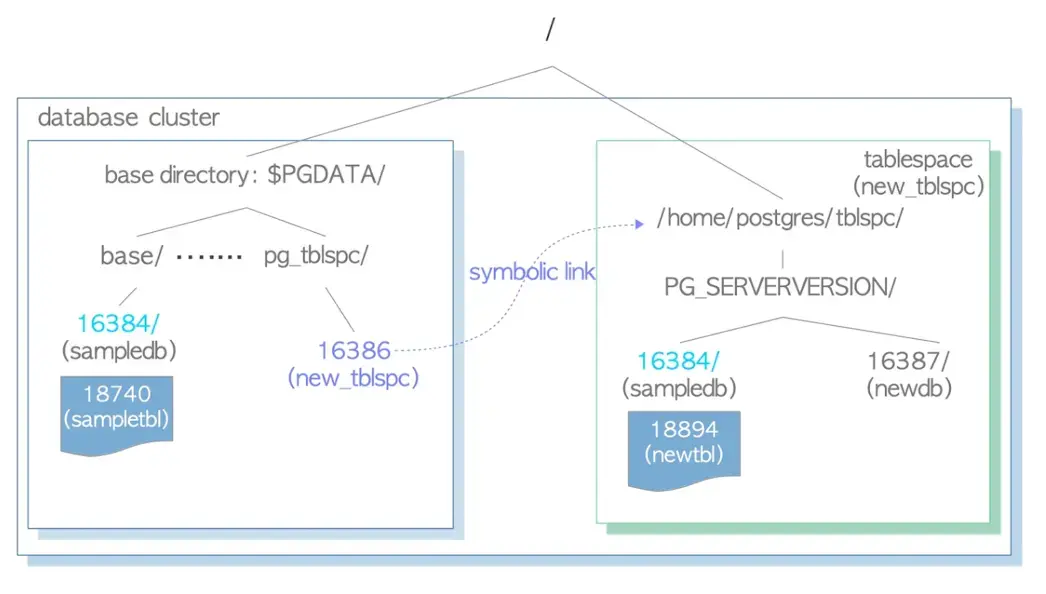 /
database cluster
base directory: $PGDATA/
base/ ······· pg_tblspc/
16384/
(sampledb)
18740
(sampletbl)
16386
(new_tblspc)
symbolic link
tablespace
(new_tblspc)
/home/postgres/tblspc/
PG_SERVERVERSION/
16384/
(sampledb)
18894
(newtbl)
16387/
(newdb)